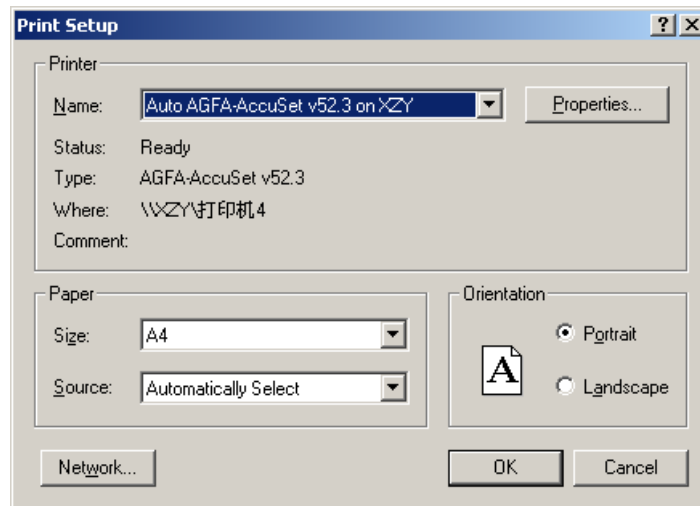 Print Setup
Printer
Name: Auto AGFA-AccuSet v52.3 on XZY Properties...
Status: Ready
Type: AGFA-AccuSet v52.3
Where: \\XZY\打印机4
Comment:
Paper Orientation
Size: A4 Portrait
Source: Automatically Select A Landscape
Network... OK Cancel